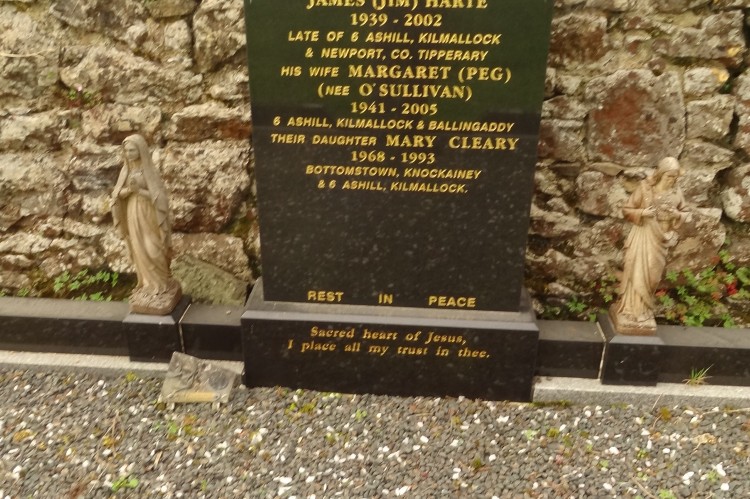 JAMES (JIM) HARTE
1939 - 2002
LATE OF 6 ASHILL, KILMALLOCK
& NEWPORT, CO. TIPPERARY
HIS WIFE MARGARET (PEG)
(NEE O'SULLIVAN)
1941 - 2005
6 ASHILL, KILMALLOCK & BALLINGADDY
THEIR DAUGHTER MARY CLEARY
1968 - 1993
BOTTOMSTOWN, KNOCKAINEY
& 6 ASHILL, KILMALLOCK.
REST IN PEACE
Sacred heart of Jesus,
I place all my trust in thee.